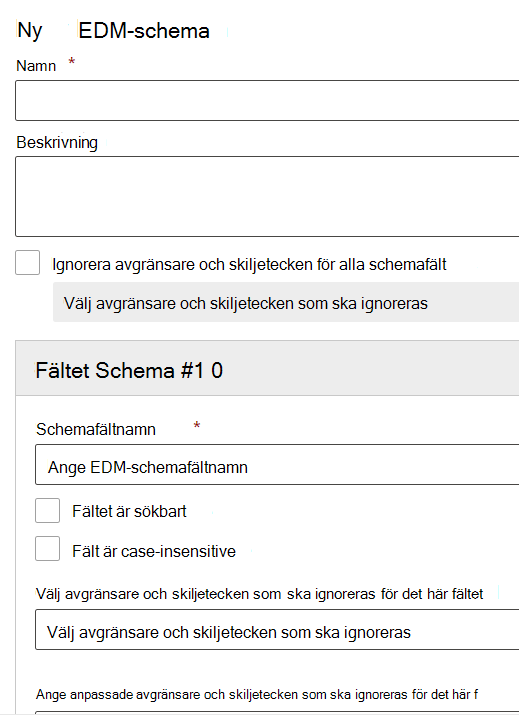 Ny EDM-schema
Namn *
Beskrivning
Ignorera avgränsare och skiljetecken för alla schemafält
Välj avgränsare och skiljetecken som ska ignoreras
Fältet Schema #1 0
Schemafältnamn *
Ange EDM-schemafältnamn
Fältet är sökbart
Fält är case-insensitive
Välj avgränsare och skiljetecken som ska ignoreras för det här fältet
Välj avgränsare och skiljetecken som ska ignoreras
Ange anpassade avgränsare och skiljetecken som ska ignoreras för det här f